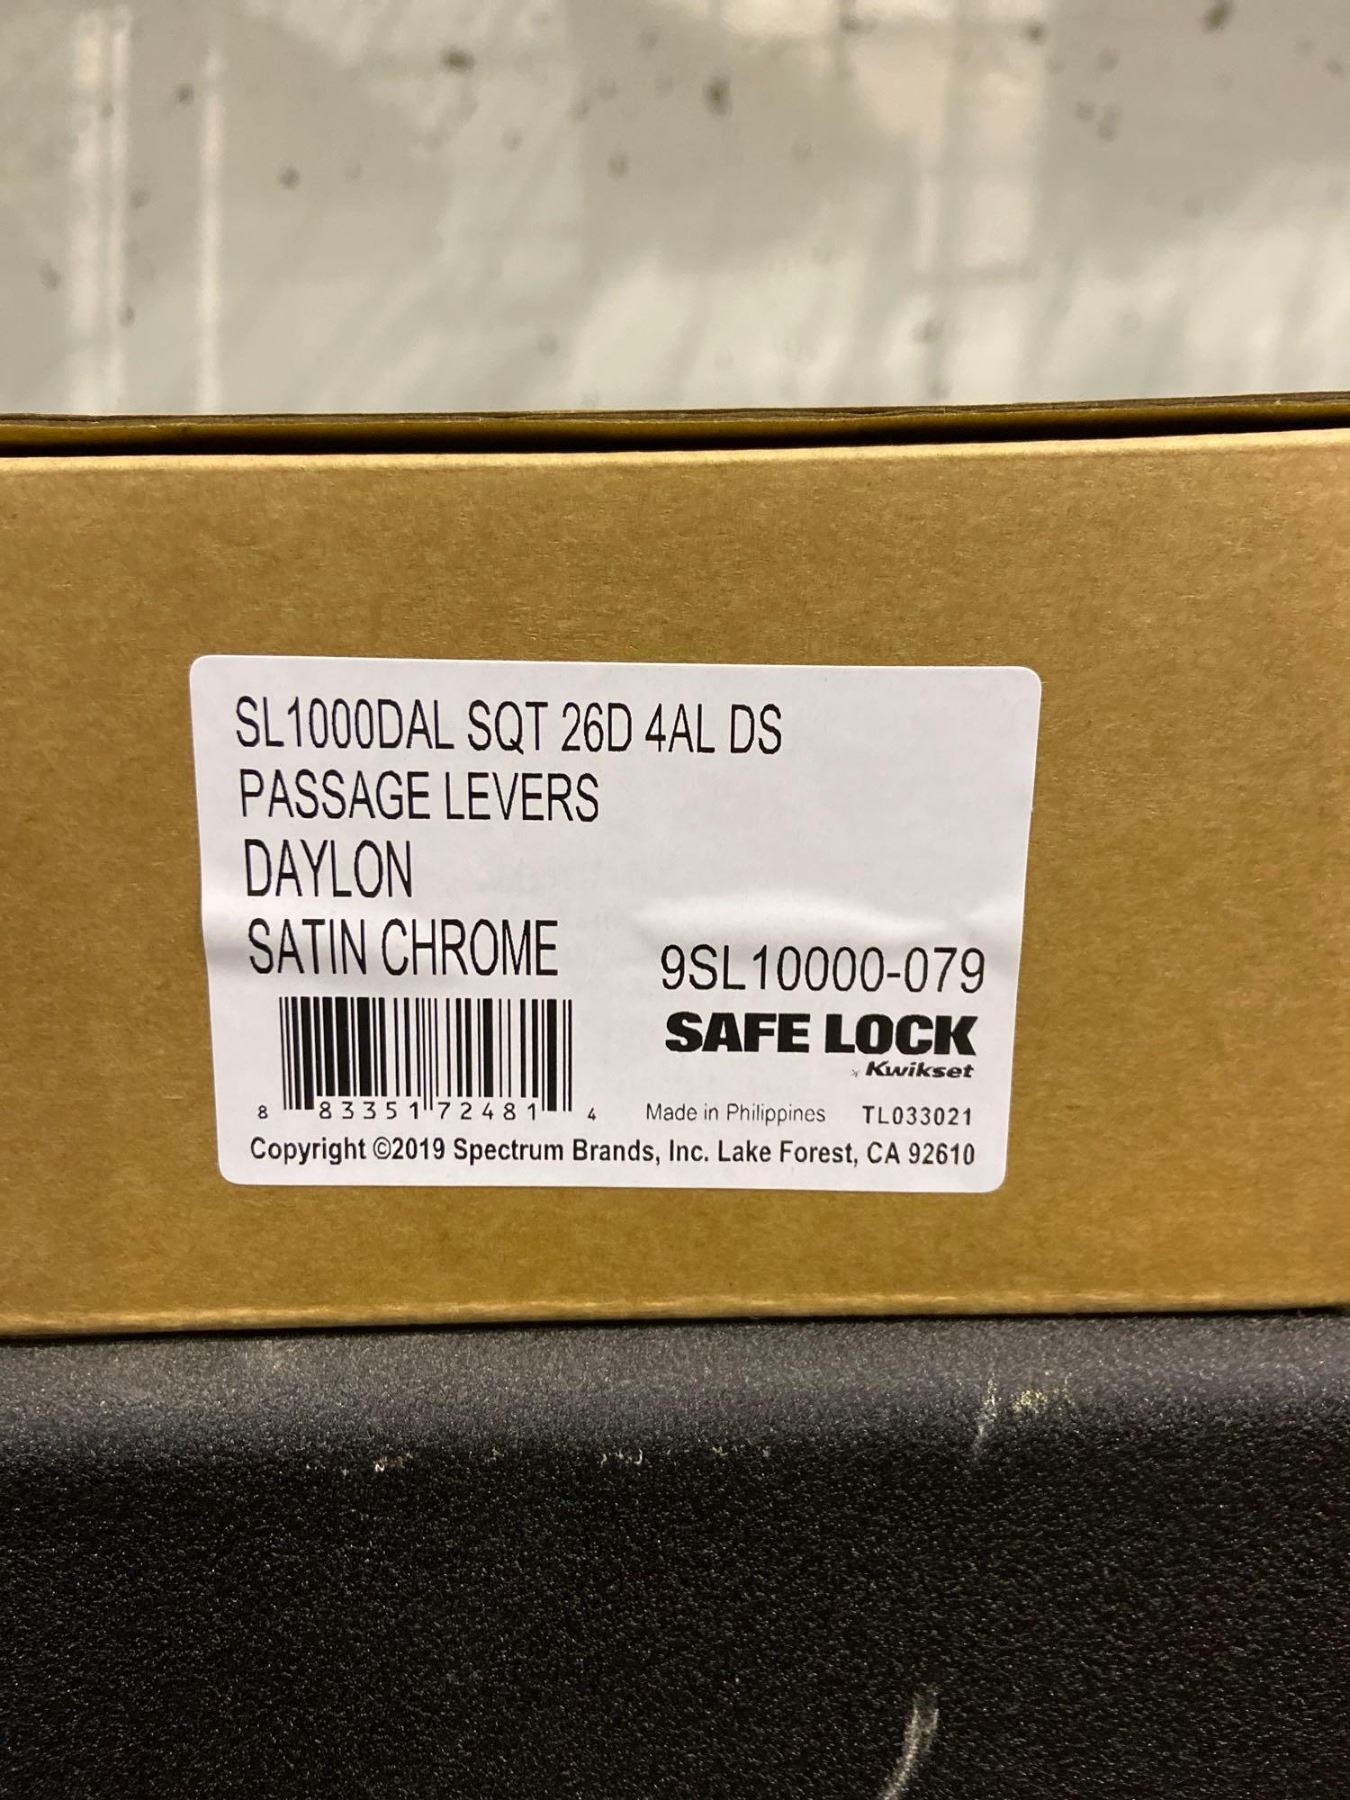 SL1000DAL SQT 26D 4AL DS
PASSAGE LEVERS
DAYLON
SATIN CHROME
9SL10000-079
SAFE LOCK
by Kwikset
8 83351 72481 4
Made in Philippines TL033021
Copyright ©2019 Spectrum Brands, Inc. Lake Forest, CA 92610